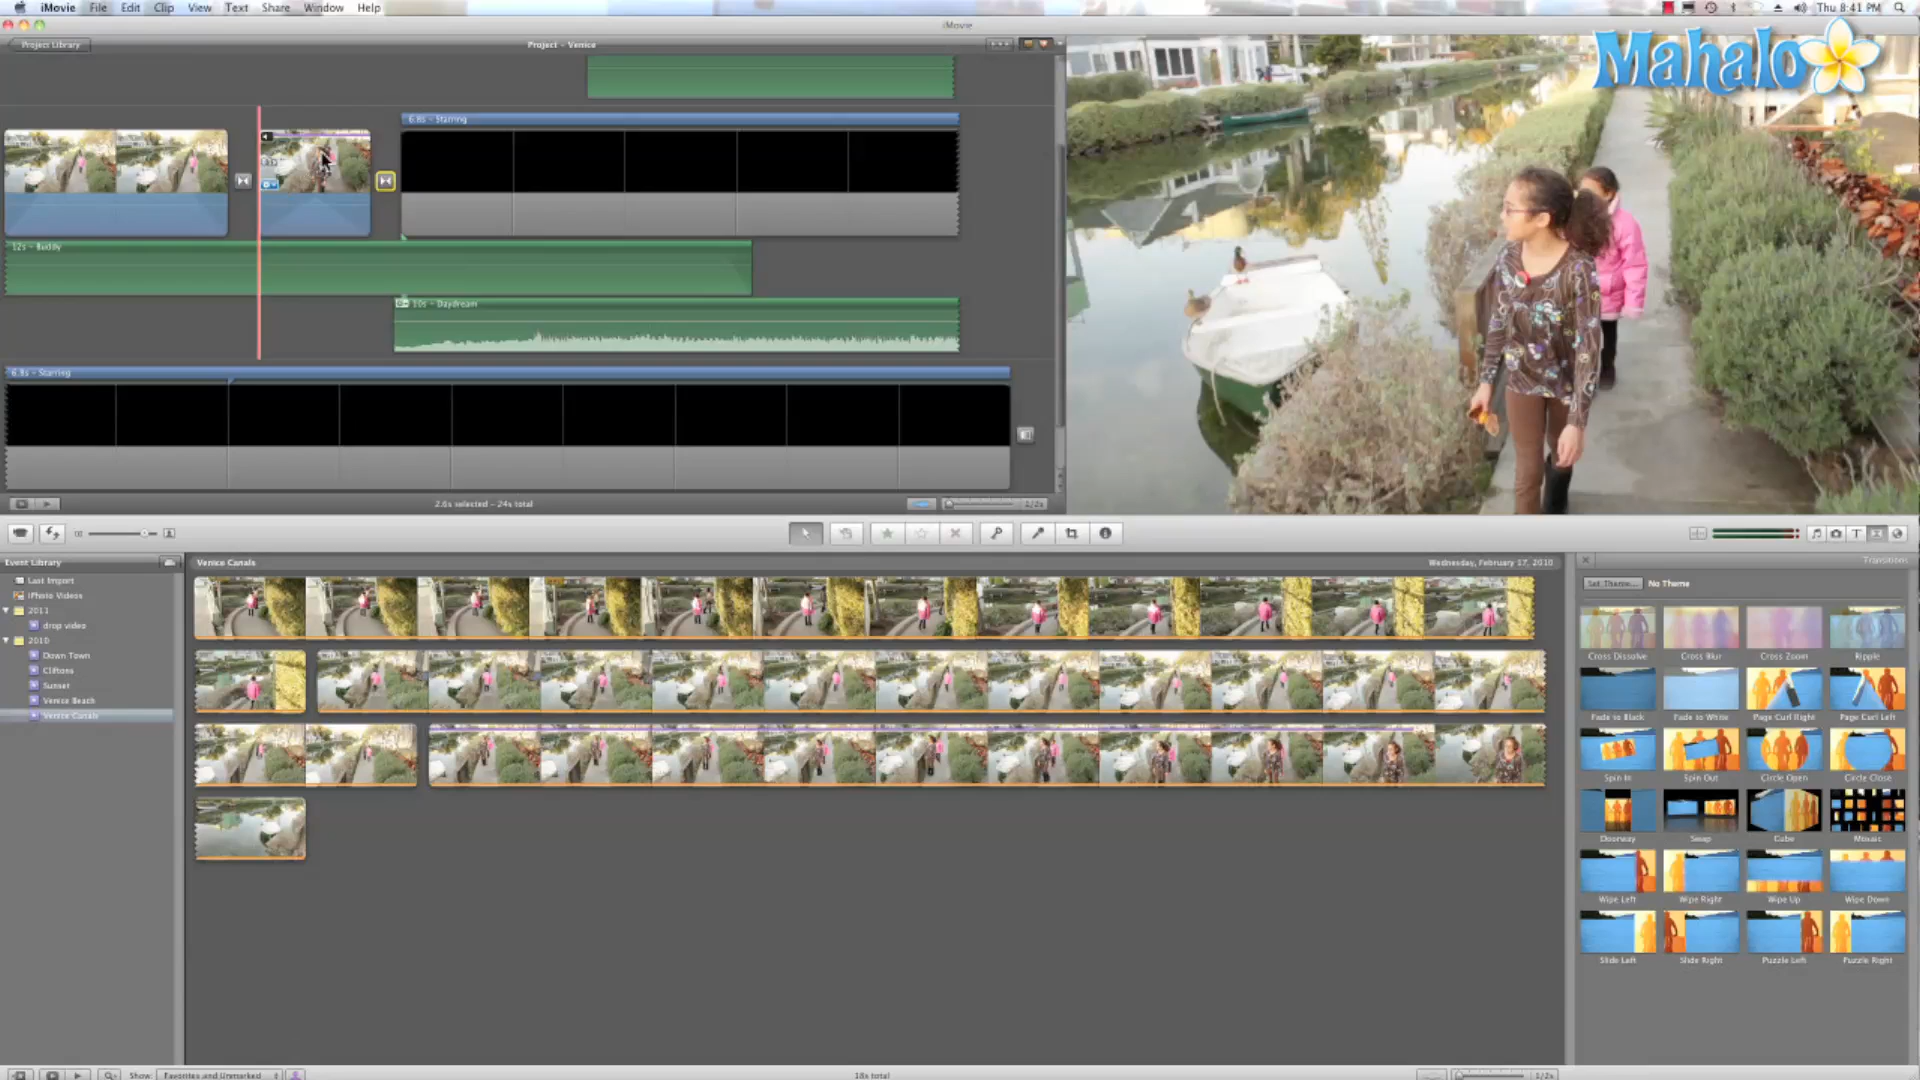 iMovie File Edit Clip View Text Share Window Help
Thu 8:41 PM
iMovie
Project Library
Project - Venice
Mahalo
6.8s - Starring
12s - Buddy
10s - Daydream
6.8s - Starring
2.6s selected - 24s total
1/2s
Event Library
Last Import
iPhoto Videos
2011
drop video
2010
Down Town
Cliftons
Sunset
Venice Beach
Venice Canals
Venice Canals
Wednesday, February 17, 2010
Transitions
Set Theme... No Theme
Cross Dissolve Cross Blur Cross Zoom Ripple
Fade to Black Fade to White Page Curl Right Page Curl Left
Spin In Spin Out Circle Open Circle Close
Doorway Swap Cube Mosaic
Wipe Left Wipe Right Wipe Up Wipe Down
Slide Left Slide Right Puzzle Left Puzzle Right
Show: Favorites and Unmarked
18s total
1/2s